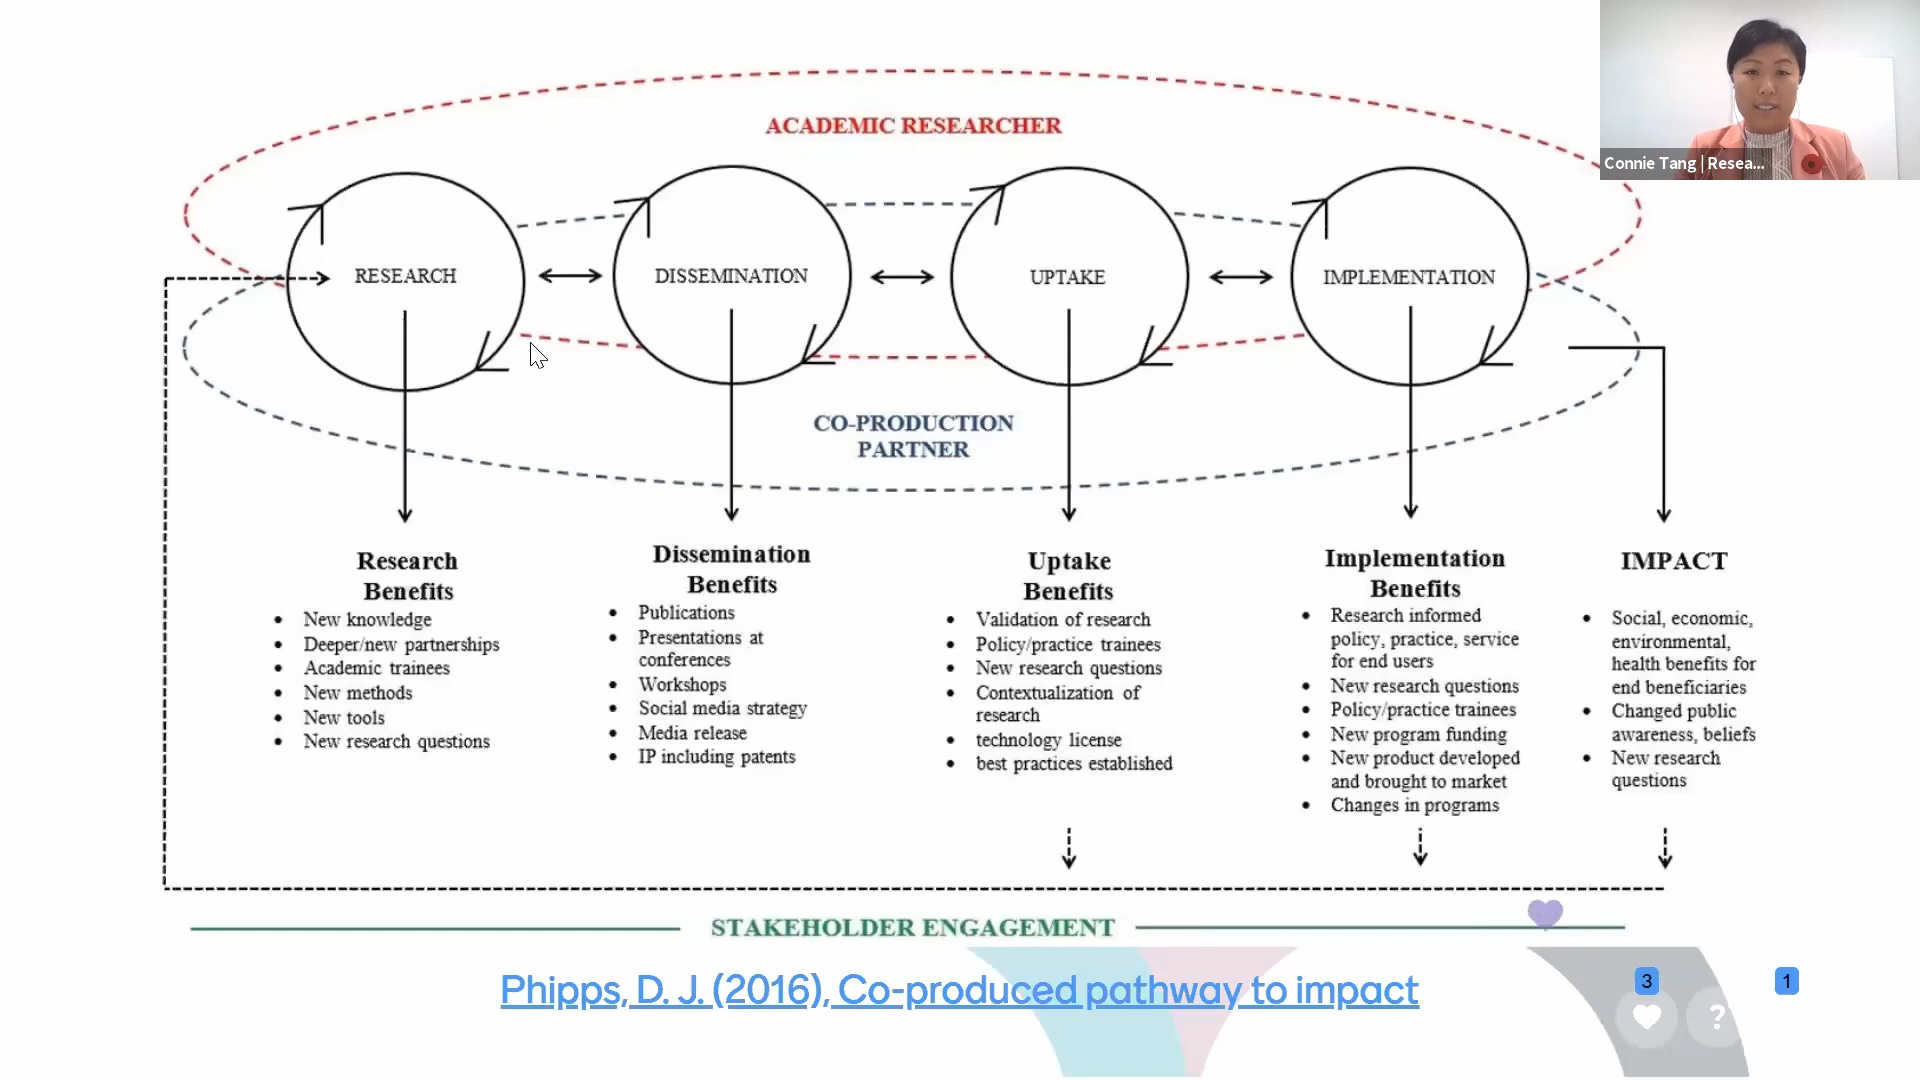 Connie Tang | Resea...
ACADEMIC RESEARCHER
RESEARCH
DISSEMINATION
UPTAKE
IMPLEMENTATION
CO-PRODUCTION
PARTNER
Research
Benefits
New knowledge
Deeper/new partnerships
Academic trainees
New methods
New tools
New research questions
Dissemination
Benefits
Publications
Presentations at
conferences
Workshops
Social media strategy
Media release
IP including patents
Uptake
Benefits
Validation of research
Policy/practice trainees
New research questions
Contextualization of
research
technology license
best practices established
Implementation
Benefits
Research informed
policy, practice, service
for end users
New research questions
Policy/practice trainees
New program funding
New product developed
and brought to market
Changes in programs
IMPACT
Social, economic,
environmental,
health benefits for
end beneficiaries
Changed public
awareness, beliefs
New research
questions
STAKEHOLDER ENGAGEMENT
Phipps, D. J. (2016), Co-produced pathway to impact
3
1
?